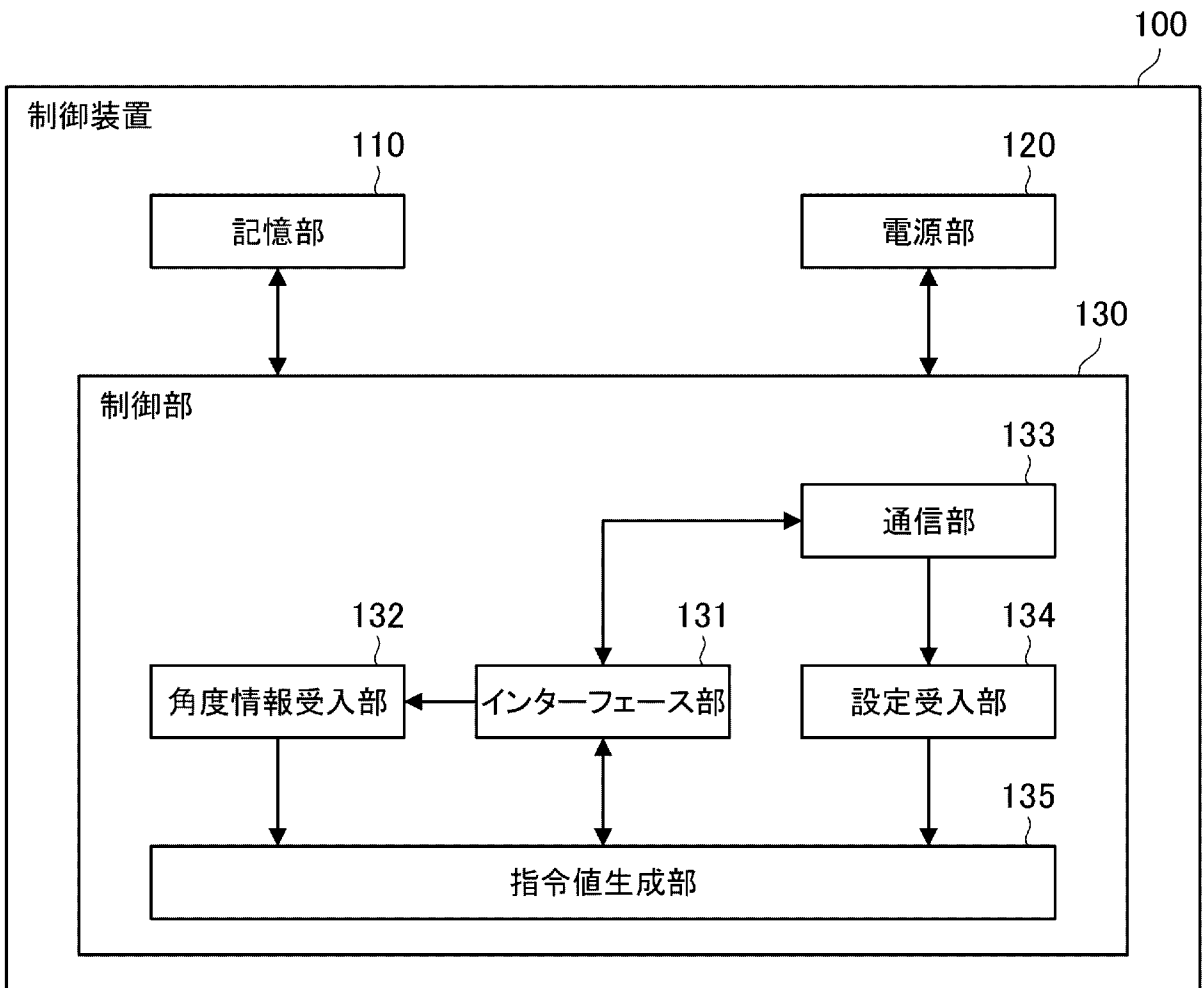 100
制御装置
110
120
記憶部
電源部
130
制御部
133
通信部
132
131
134
角度情報受入部
インターフェース部
設定受入部
135
指令値生成部